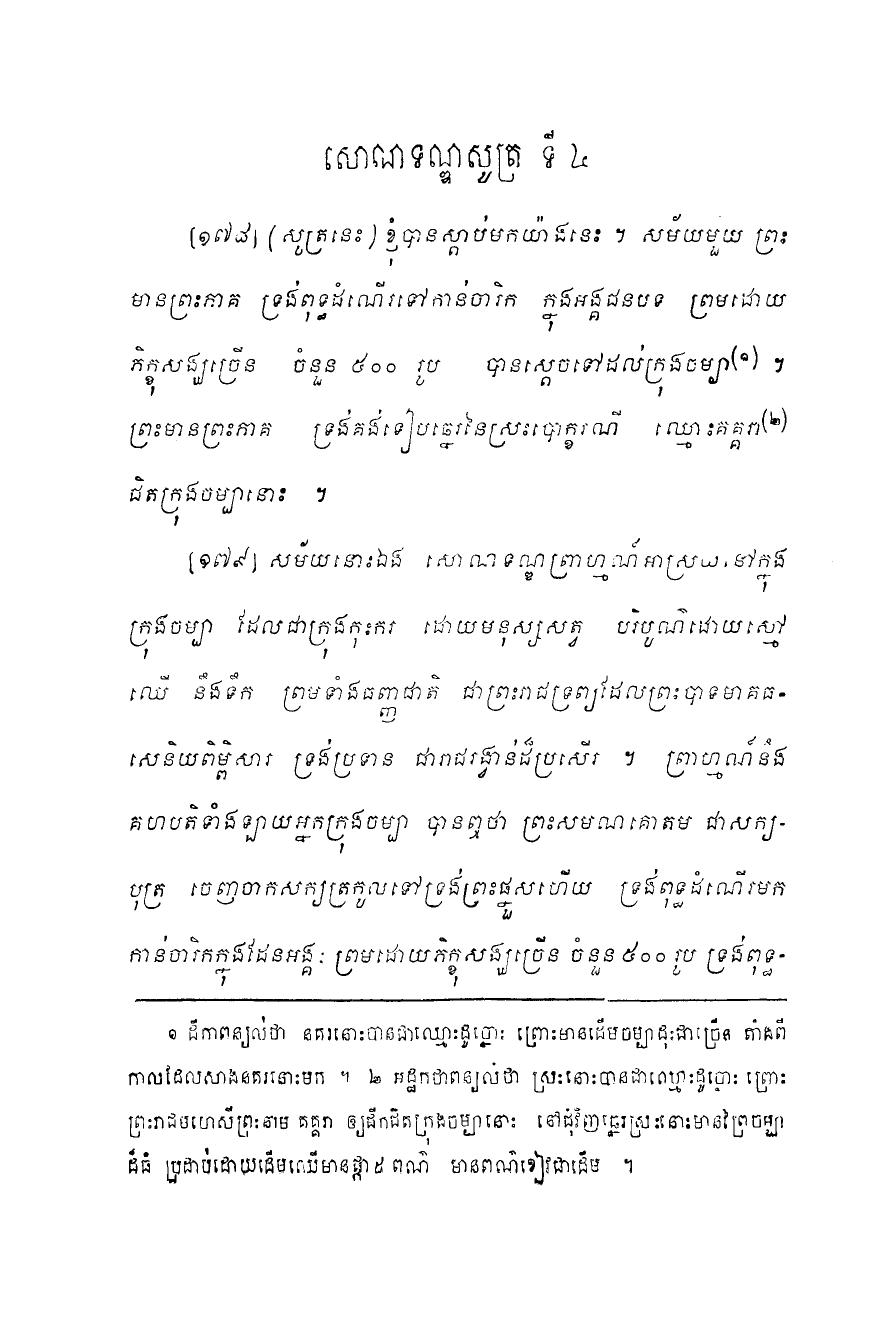 សោណទណ្ឌសូត្រ ទី ៤
[១៧៨] (សូត្រនេះ) ខ្ញុំបានស្តាប់មកយ៉ាងនេះ ។ សម័យមួយ ព្រះ
មានព្រះភាគ ទ្រង់ពុទ្ធដំណើរទៅកាន់ចារិក ក្នុងអង្គជនបទ ព្រមដោយ
ភិក្ខុសង្ឃច្រើន ចំនួន ៥០០ រូប បានស្តេចទៅដល់ក្រុងចម្បា(១) ។
ព្រះមានព្រះភាគ ទ្រង់គង់ទៀបឆ្នេរនៃស្រះបោក្ខរណី ឈ្មោះគគ្គរា(២)
ជិតក្រុងចម្បានោះ ។
[១៧៩] សម័យនោះឯង សោណទណ្ឌព្រាហ្មណ៍អាស្រ័យនៅក្នុង
ក្រុងចម្បា ដែលជាក្រុងកុះករ ដោយមនុស្សសត្វ បរិបូណ៌ដោយស្មៅ
ឈើ នឹងទឹក ព្រមទាំងធញ្ញជាតិ ជាព្រះរាជទ្រព្យដែលព្រះបាទមាគធ-
សេនិយពិម្ពិសារ ទ្រង់ប្រទាន ជារាជរង្វាន់ដ៏ប្រសើរ ។ ព្រាហ្មណ៍នឹង
គហបតិទាំងឡាយអ្នកក្រុងចម្បា បានឮថា ព្រះសមណគោតម ជាសក្យ-
បុត្រ ចេញចាកសក្យត្រកូលទៅទ្រង់ព្រះផ្នួសហើយ ទ្រង់ពុទ្ធដំណើរមក
កាន់ចារិកក្នុងដែនអង្គៈ ព្រមដោយភិក្ខុសង្ឃច្រើន ចំនួន ៥០០ រូប ទ្រង់ពុទ្ធ-
១ ដីកាពន្យល់ថា នគរនោះបានជាឈ្មោះដូច្នោះ ព្រោះមានដើមចម្បាដុះជាច្រើន តាំងពី
កាលដែលសាងនគរនោះមក ។ ២ អដ្ឋកថាពន្យល់ថា ស្រះនោះបានជាឈ្មោះដូច្នោះ ព្រោះ
ព្រះរាជមហេសីព្រះនាម គគ្គរា ឲ្យជីកជិតក្រុងចម្បានោះ នៅជុំវិញឆ្នេរស្រះនោះមានព្រៃចម្បា
ដ៏ធំ ប្រដាប់ដោយដើមឈើមានផ្កា ៥ ពណ៌ មានពណ៌ខៀវជាដើម ។